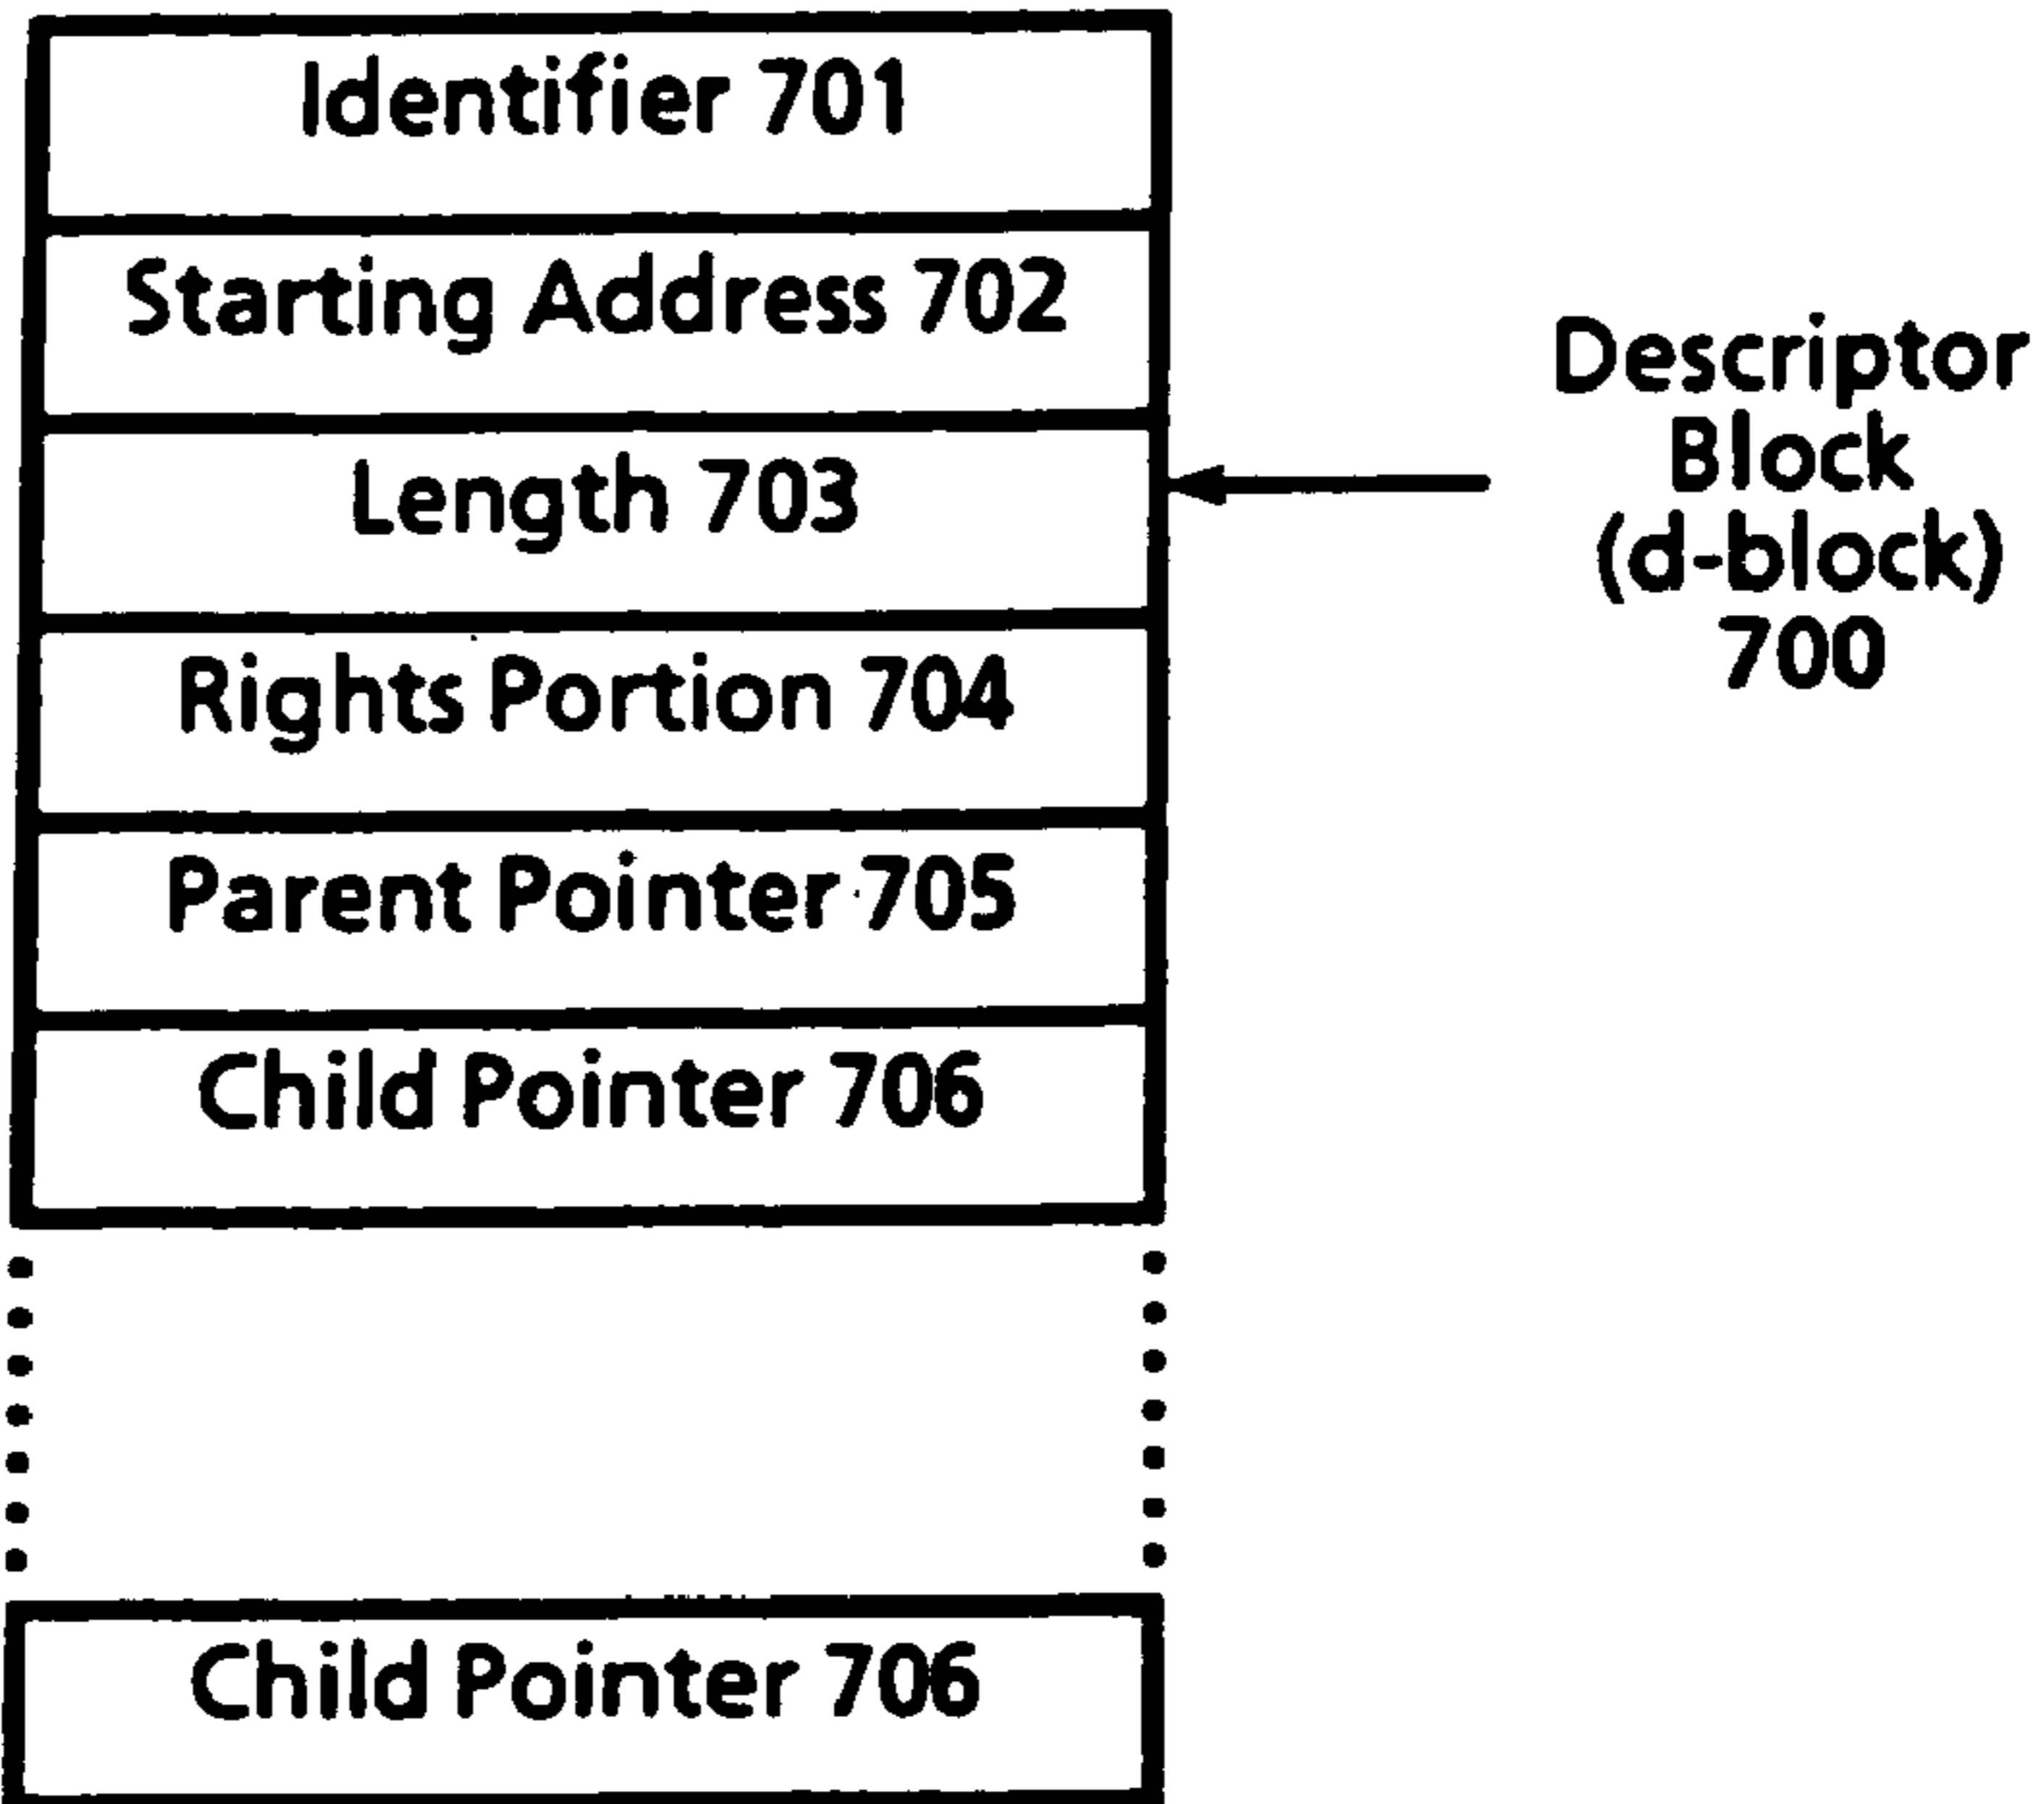 Identifier 701
Starting Address 702
Length 703
Rights Portion 704
Parent Pointer 705
Child Pointer 706
Child Pointer 706
Descriptor
Block
(d-block)
700